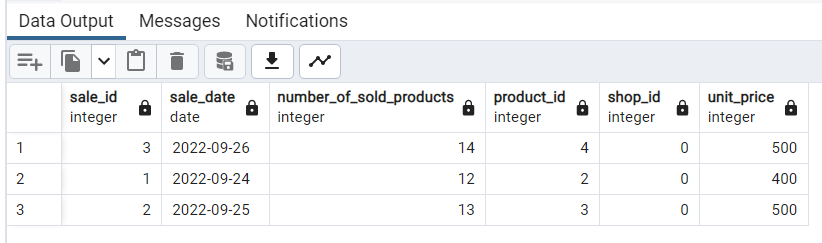 Data Output Messages Notifications
sale_id sale_date number_of_sold_products product_id shop_id unit_price
integer date integer integer integer integer
1 3 2022-09-26 14 4 0 500
2 1 2022-09-24 12 2 0 400
3 2 2022-09-25 13 3 0 500